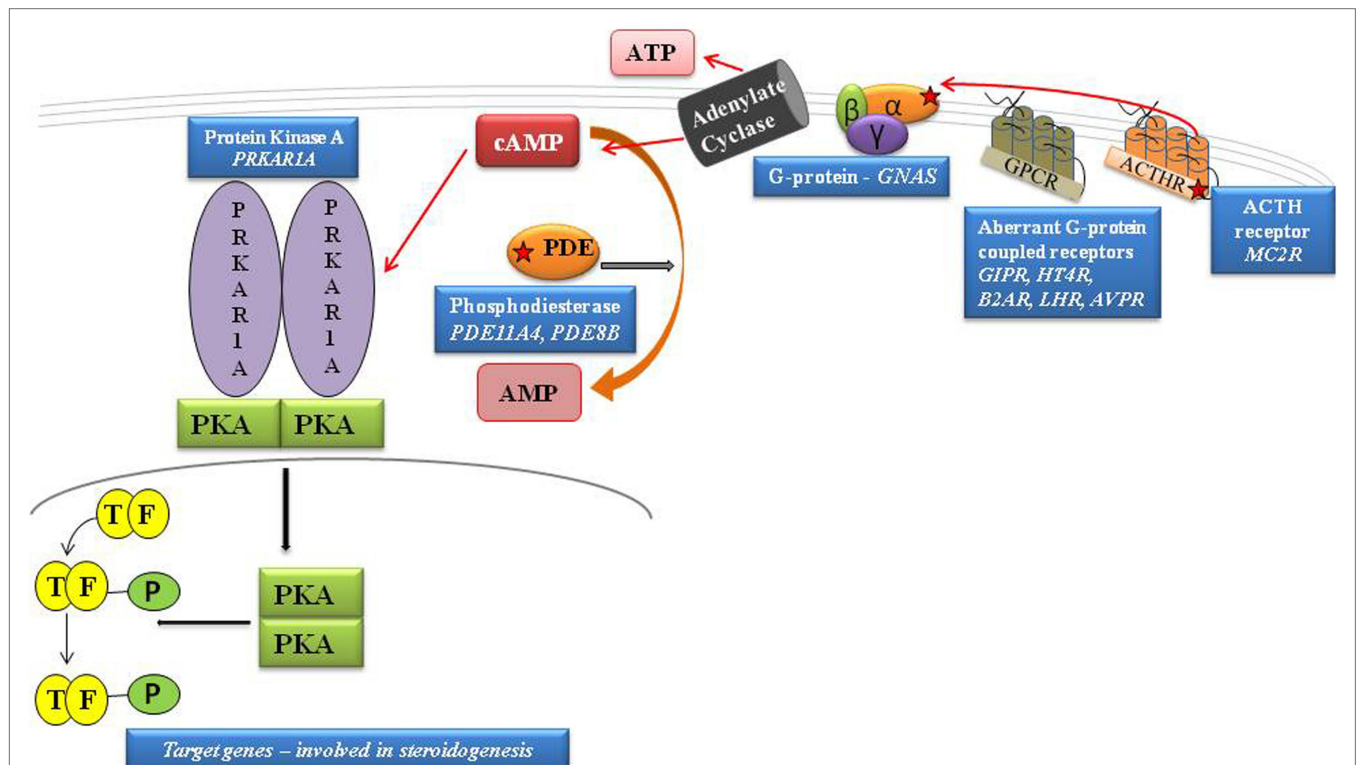 ATP
Adenylate
Cyclase
β
α
γ
G-protein - GNAS
GPCR
Aberrant G-protein
coupled receptors
GIPR, HT4R,
B2AR, LHR, AVPR
ACTHR
ACTH
receptor
MC2R
Protein Kinase A
PRKAR1A
cAMP
PRKAR1A
PRKAR1A
PDE
Phosphodiesterase
PDE11A4, PDE8B
AMP
PKA
PKA
TF
TF
P
PKA
PKA
TF
P
Target genes – involved in steroidogenesis